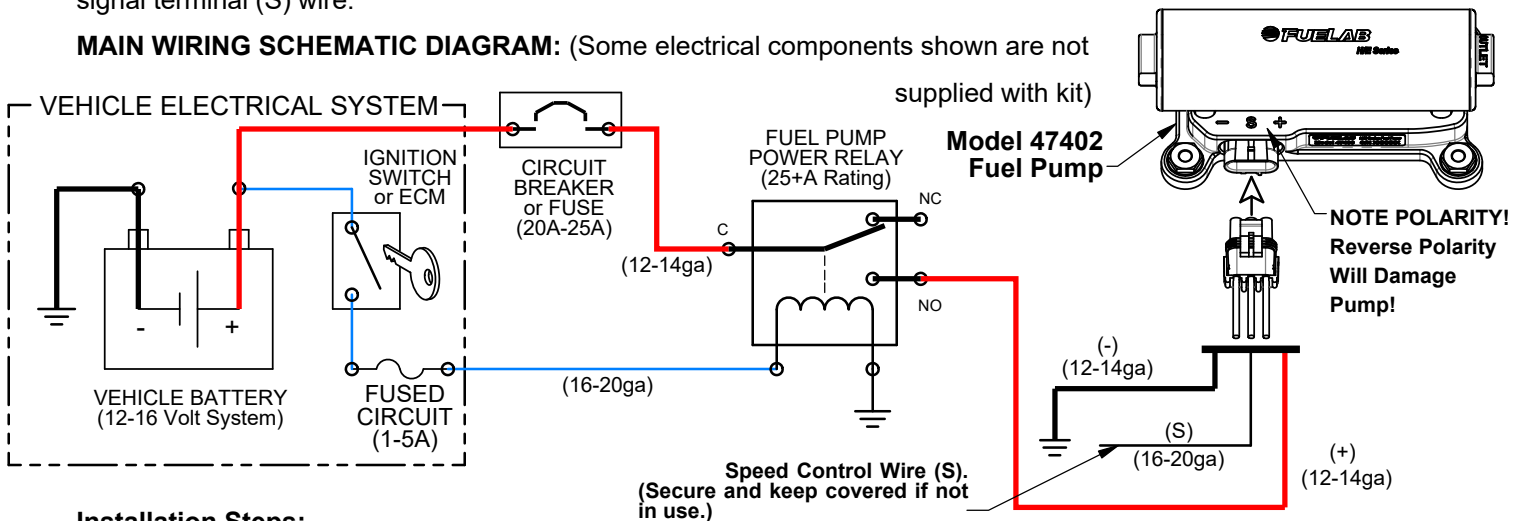 signal terminal (S) wire.
MAIN WIRING SCHEMATIC DIAGRAM: (Some electrical components shown are not
supplied with kit)
VEHICLE ELECTRICAL SYSTEM
IGNITION
SWITCH
or ECM
-
+
VEHICLE BATTERY
(12-16 Volt System)
FUSED
CIRCUIT
(1-5A)
CIRCUIT
BREAKER
or FUSE
(20A-25A)
(12-14ga)
(16-20ga)
FUEL PUMP
POWER RELAY
(25+A Rating)
C
NC
NO
Model 47402
Fuel Pump
FUELAB
OUTLET
- S +
NOTE POLARITY!
Reverse Polarity
Will Damage
Pump!
(-)
(12-14ga)
(S)
(16-20ga)
(+)
(12-14ga)
Speed Control Wire (S).
(Secure and keep covered if not
in use.)
Installation Steps: